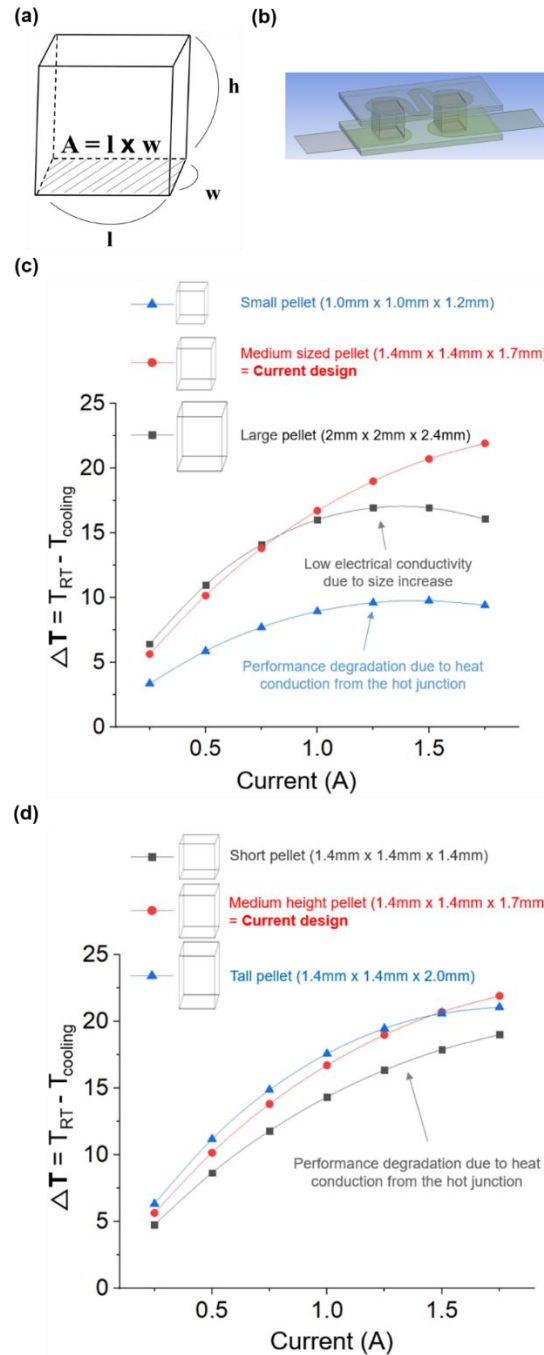 (a)
h
A = l x w
w
l
(b)
(c)
Small pellet (1.0mm x 1.0mm x 1.2mm)
Medium sized pellet (1.4mm x 1.4mm x 1.7mm)
= Current design
Large pellet (2mm x 2mm x 2.4mm)
25
20
15
10
5
0
△T = T_RT - T_cooling
Low electrical conductivity
due to size increase
Performance degradation due to heat
conduction from the hot junction
0.5
1.0
1.5
Current (A)
(d)
Short pellet (1.4mm x 1.4mm x 1.4mm)
Medium height pellet (1.4mm x 1.4mm x 1.7mm
= Current design
Tall pellet (1.4mm x 1.4mm x 2.0mm)
25
20
15
10
5
0
△T = T_RT - T_cooling
Performance degradation due to heat
conduction from the hot junction
0.5
1.0
1.5
Current (A)